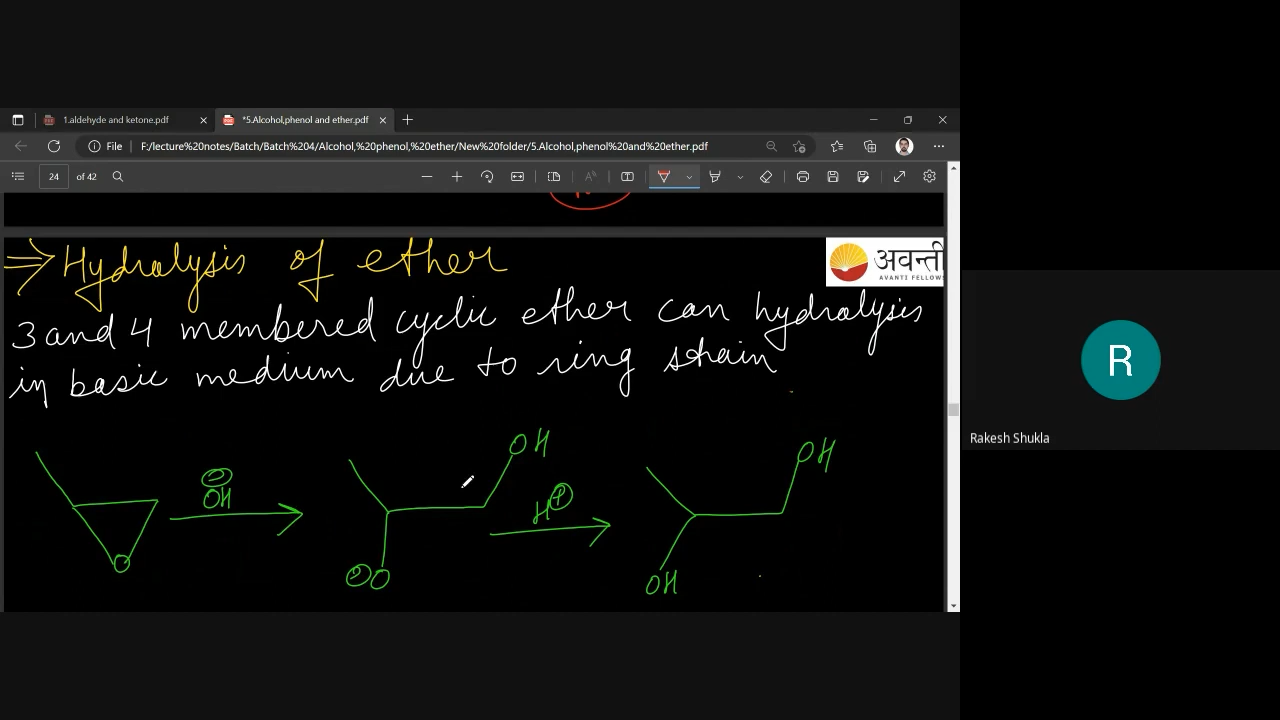 1.aldehyde and ketone.pdf
*5.Alcohol,phenol and ether.pdf
File
F:/lecture%20notes/Batch/Batch%204/Alcohol,%20phenol,%20ether/New%20folder/5.Alcohol,phenol%20and%20ether.pdf
24 of 42
⇒ Hydrolysis of ether
अवन्ती
AVANTI FELLOWS
3 and 4 membered cyclic ether can hydrolysis
in basic medium due to ring strain
OH
OH
⊖
OH
H⊕
O
⊖O
OH
R
Rakesh Shukla